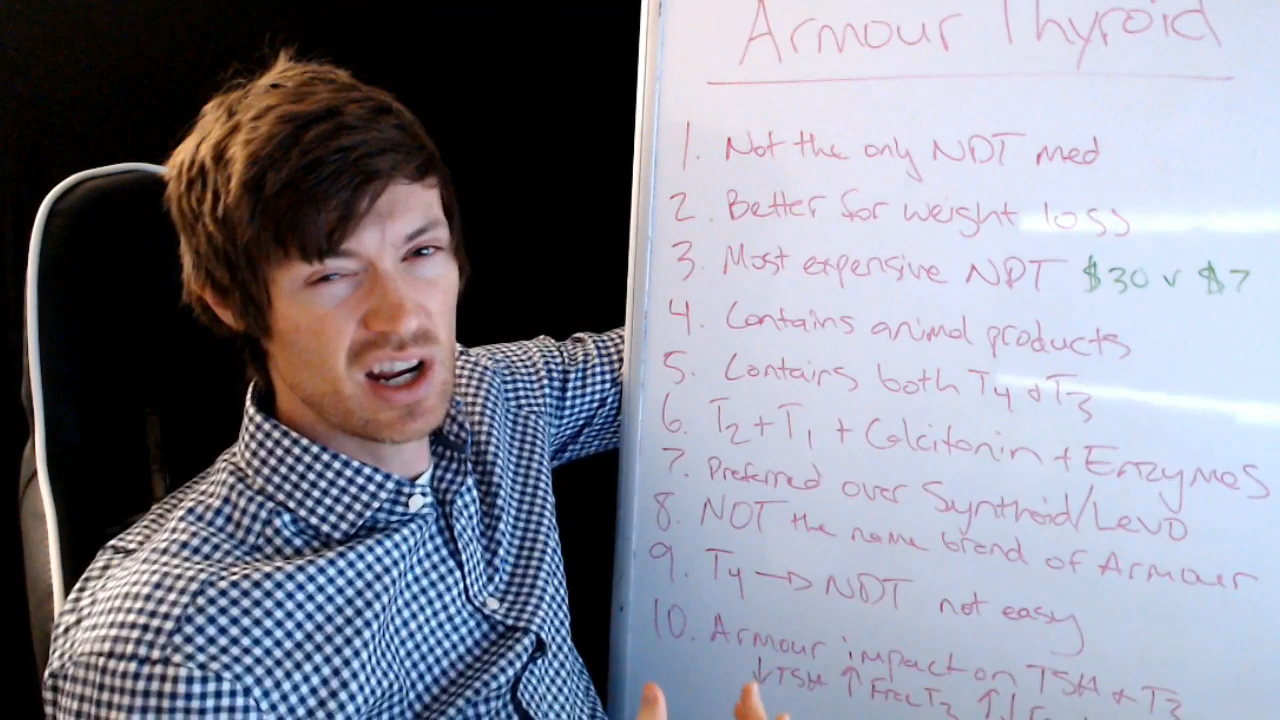 Armour Thyroid
1. Not the only NDT med
2. Better for weight loss
3. Most expensive NDT $30 v $7
4. Contains animal products
5. Contains both T4 & T3
6. T2+T1 + Calcitonin + Enzymes
7. Preferred over Synthroid/Levo
8. NOT the name brand of Armour
9. T4 → NDT not easy
10. Armour impact on TSH & T3
↓TSH ↑ Free T3 ↑/